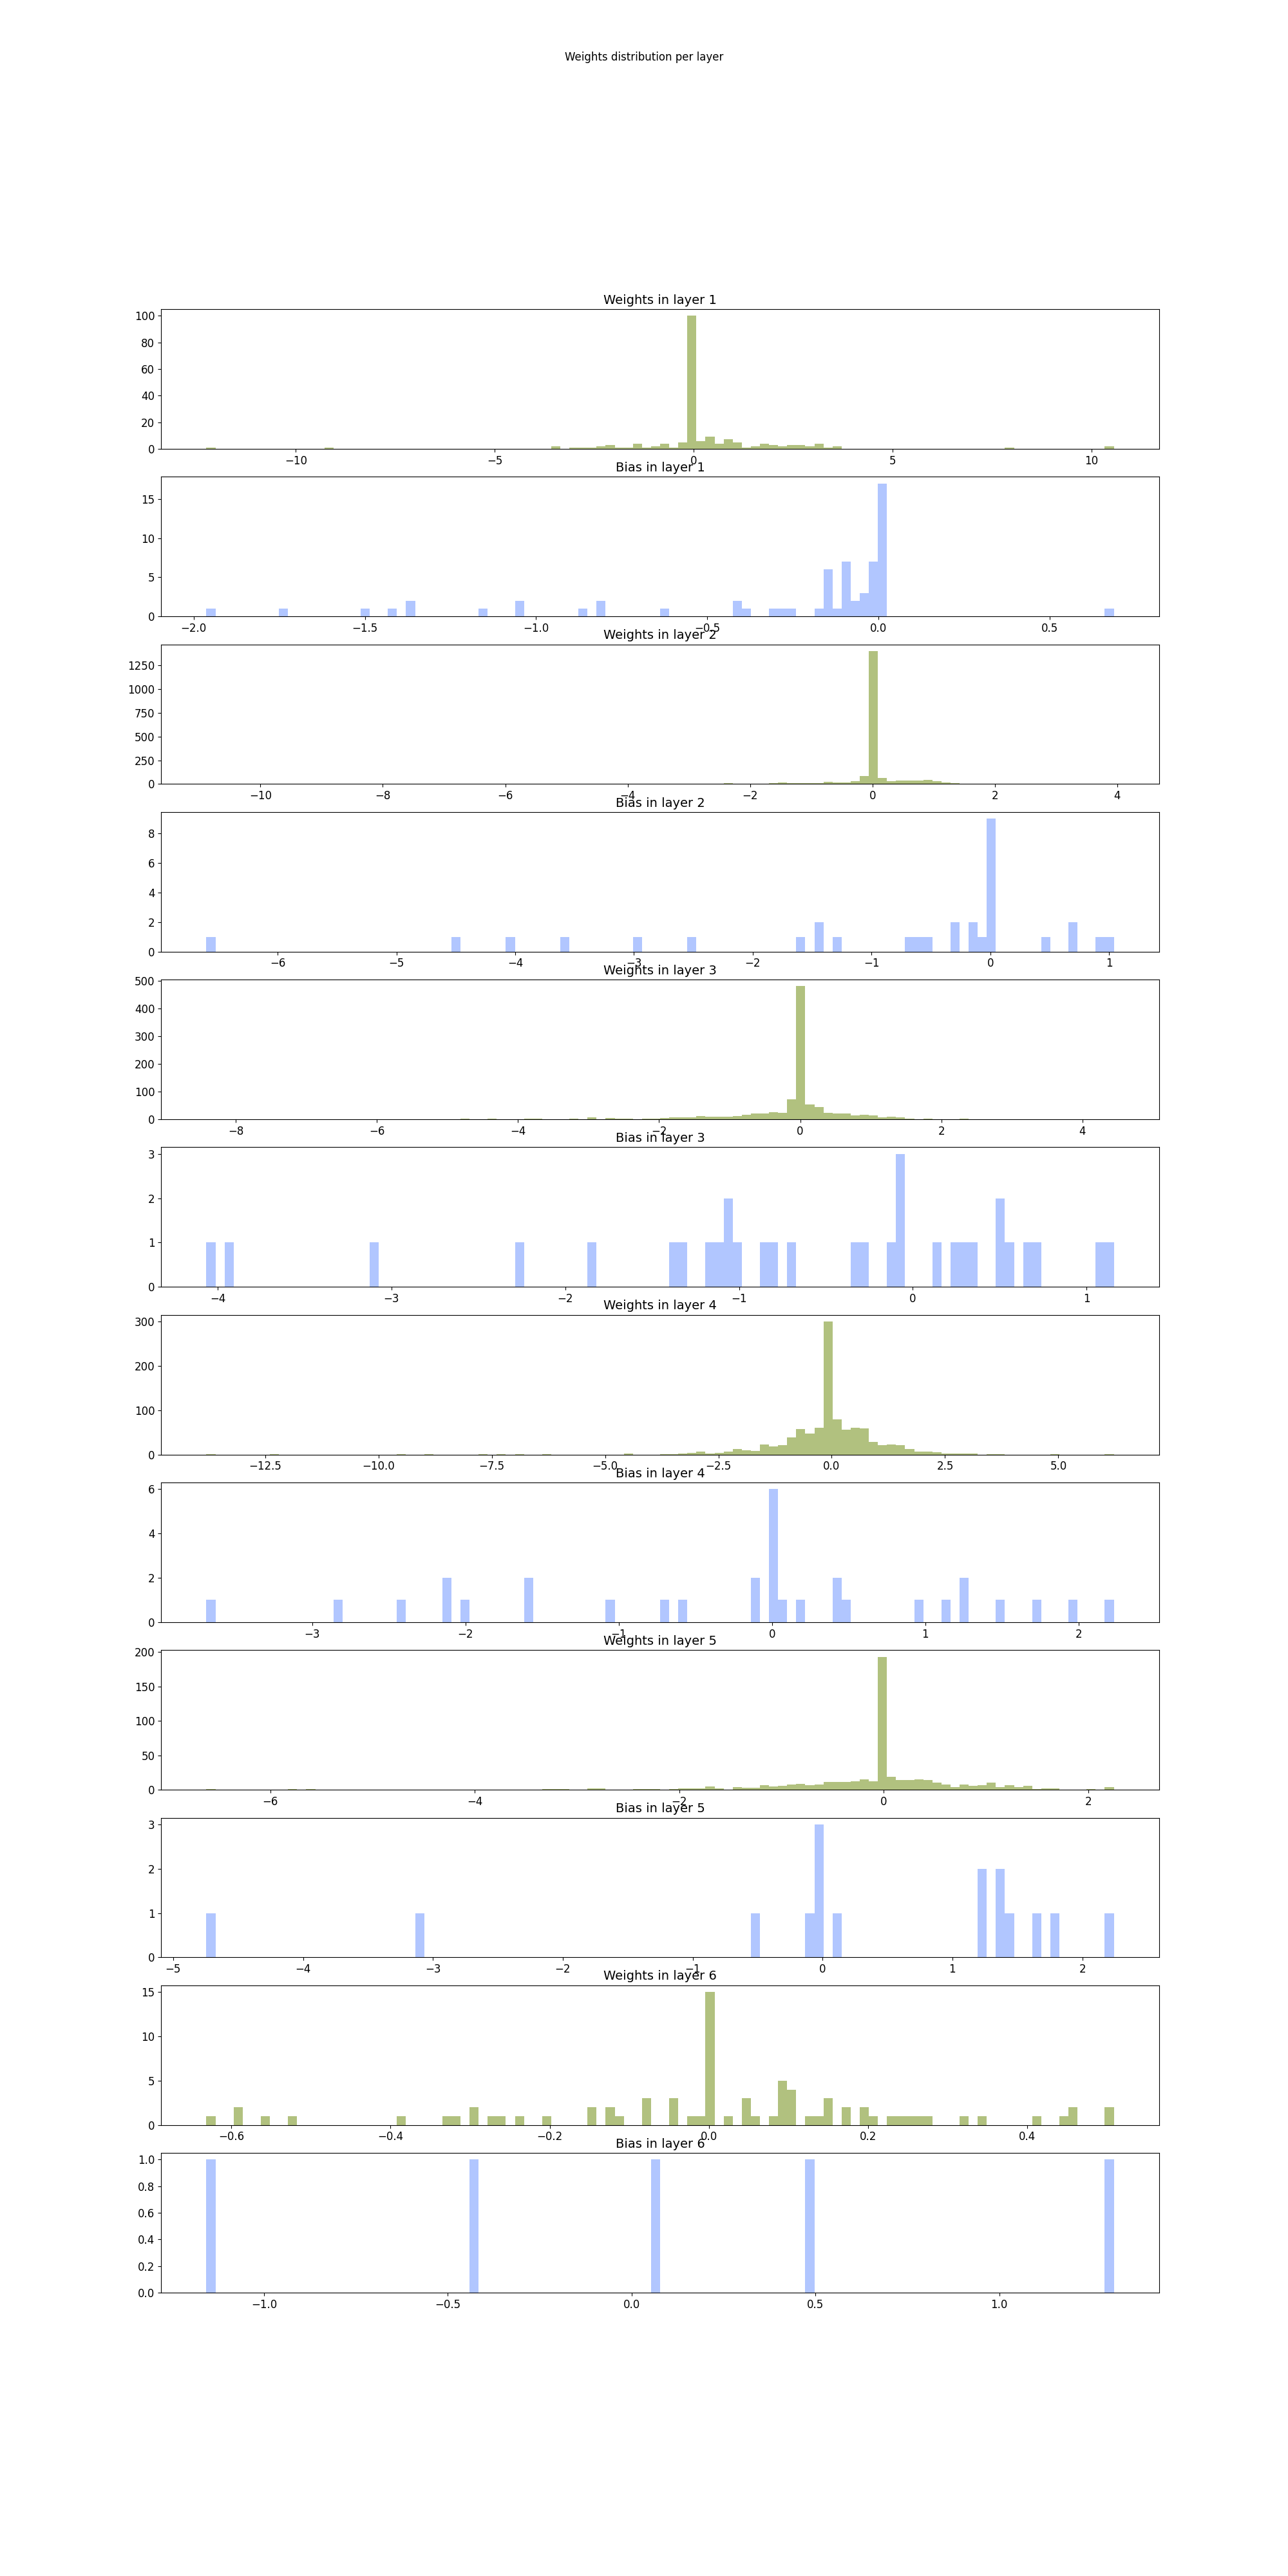 Weights distribution per layer
Weights in layer 1
100
80
60
40
20
0
−10 −5 0 5 10
Bias in layer 1
15
10
5
0
−2.0 −1.5 −1.0 −0.5 0.0 0.5
Weights in layer 2
1250
1000
750
500
250
0
−10 −8 −6 −4 −2 0 2 4
Bias in layer 2
8
6
4
2
0
−6 −5 −4 −3 −2 −1 0 1
Weights in layer 3
500
400
300
200
100
0
−8 −6 −4 −2 0 2 4
Bias in layer 3
3
2
1
0
−4 −3 −2 −1 0 1
Weights in layer 4
300
200
100
0
−12.5 −10.0 −7.5 −5.0 −2.5 0.0 2.5 5.0
Bias in layer 4
6
4
2
0
−3 −2 −1 0 1 2
Weights in layer 5
200
150
100
50
0
−6 −4 −2 0 2
Bias in layer 5
3
2
1
0
−5 −4 −3 −2 −1 0 1 2
Weights in layer 6
15
10
5
0
−0.6 −0.4 −0.2 0.0 0.2 0.4
Bias in layer 6
1.0
0.8
0.6
0.4
0.2
0.0
−1.0 −0.5 0.0 0.5 1.0